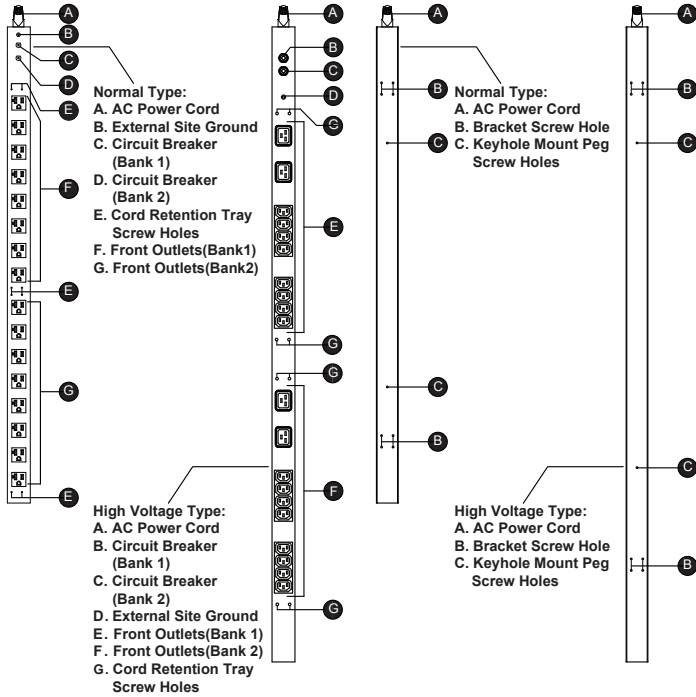 A
B
C
D
E
F
E
G
E
Normal Type:
A. AC Power Cord
B. External Site Ground
C. Circuit Breaker
(Bank 1)
D. Circuit Breaker
(Bank 2)
E. Cord Retention Tray
Screw Holes
F. Front Outlets(Bank1)
G. Front Outlets(Bank2)
High Voltage Type:
A. AC Power Cord
B. Circuit Breaker
(Bank 1)
C. Circuit Breaker
(Bank 2)
D. External Site Ground
E. Front Outlets(Bank 1)
F. Front Outlets(Bank 2)
G. Cord Retention Tray
Screw Holes
A
B
C
D
G
E
G
G
F
G
A
B
C
C
B
Normal Type:
A. AC Power Cord
B. Bracket Screw Hole
C. Keyhole Mount Peg
Screw Holes
High Voltage Type:
A. AC Power Cord
B. Bracket Screw Hole
C. Keyhole Mount Peg
Screw Holes
A
B
C
C
B